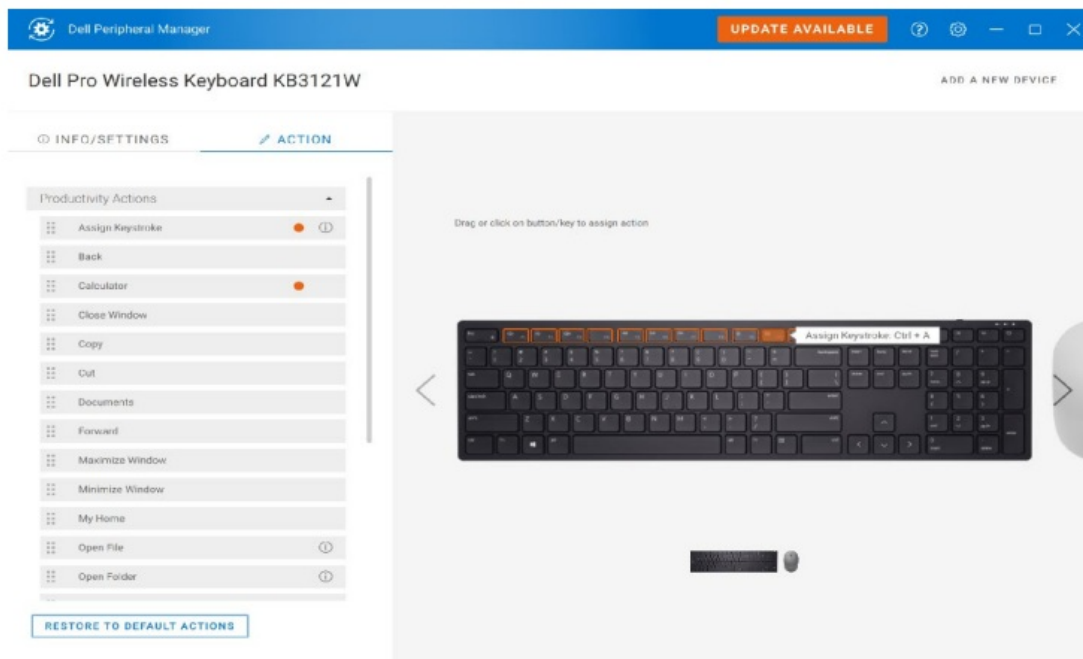 Dell Peripheral Manager
UPDATE AVAILABLE
Dell Pro Wireless Keyboard KB3121W
ADD A NEW DEVICE
INFO/SETTINGS
ACTION
Productivity Actions
Assign Keystroke
Back
Calculator
Close Window
Copy
Cut
Documents
Forward
Maximize Window
Minimize Window
My Home
Open File
Open Folder
RESTORE TO DEFAULT ACTIONS
Drag or click on button/key to assign action
Assign Keystroke: Ctrl + A